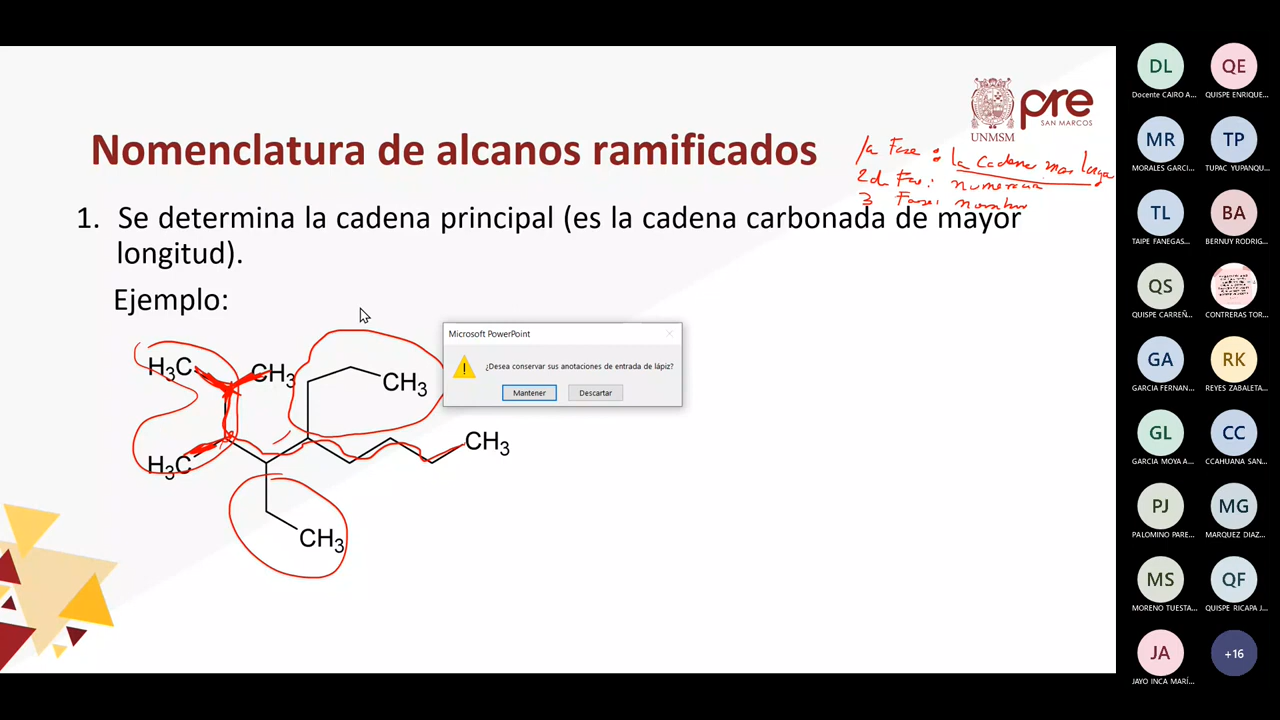 UNMSM
pre
SAN MARCOS
Nomenclatura de alcanos ramificados
1a Fase: la Cadena mas larga
2da Fase: numeracion
3 Fase: nombre
1. Se determina la cadena principal (es la cadena carbonada de mayor
longitud).
Ejemplo:
Microsoft PowerPoint
¿Desea conservar sus anotaciones de entrada de lápiz?
Mantener
Descartar
H3C
CH3
CH3
H3C
CH3
CH3
DL
Docente CAIRO A...
QE
QUISPE ENRIQUE...
MR
MORALES GARCI...
TP
TUPAC YUPANQU...
TL
TAIPE FANEGAS...
BA
BERNUY RODRIG...
QS
QUISPE CARREÑ...
CONTRERAS TOR...
GA
GARCIA FERNAN...
RK
REYES ZABALETA...
GL
GARCIA MOYA A...
CC
CCAHUANA SAN...
PJ
PALOMINO PARE...
MG
MARQUEZ DIAZ...
MS
MORENO TUESTA...
QF
QUISPE RICAPA J...
JA
JAYO INCA MARÍ...
+16